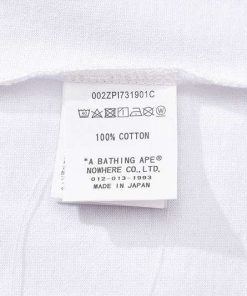 002ZPI731901C
100% COTTON
"A BATHING APE"
NOWHERE CO., LTD.
012-013-1993
MADE IN JAPAN